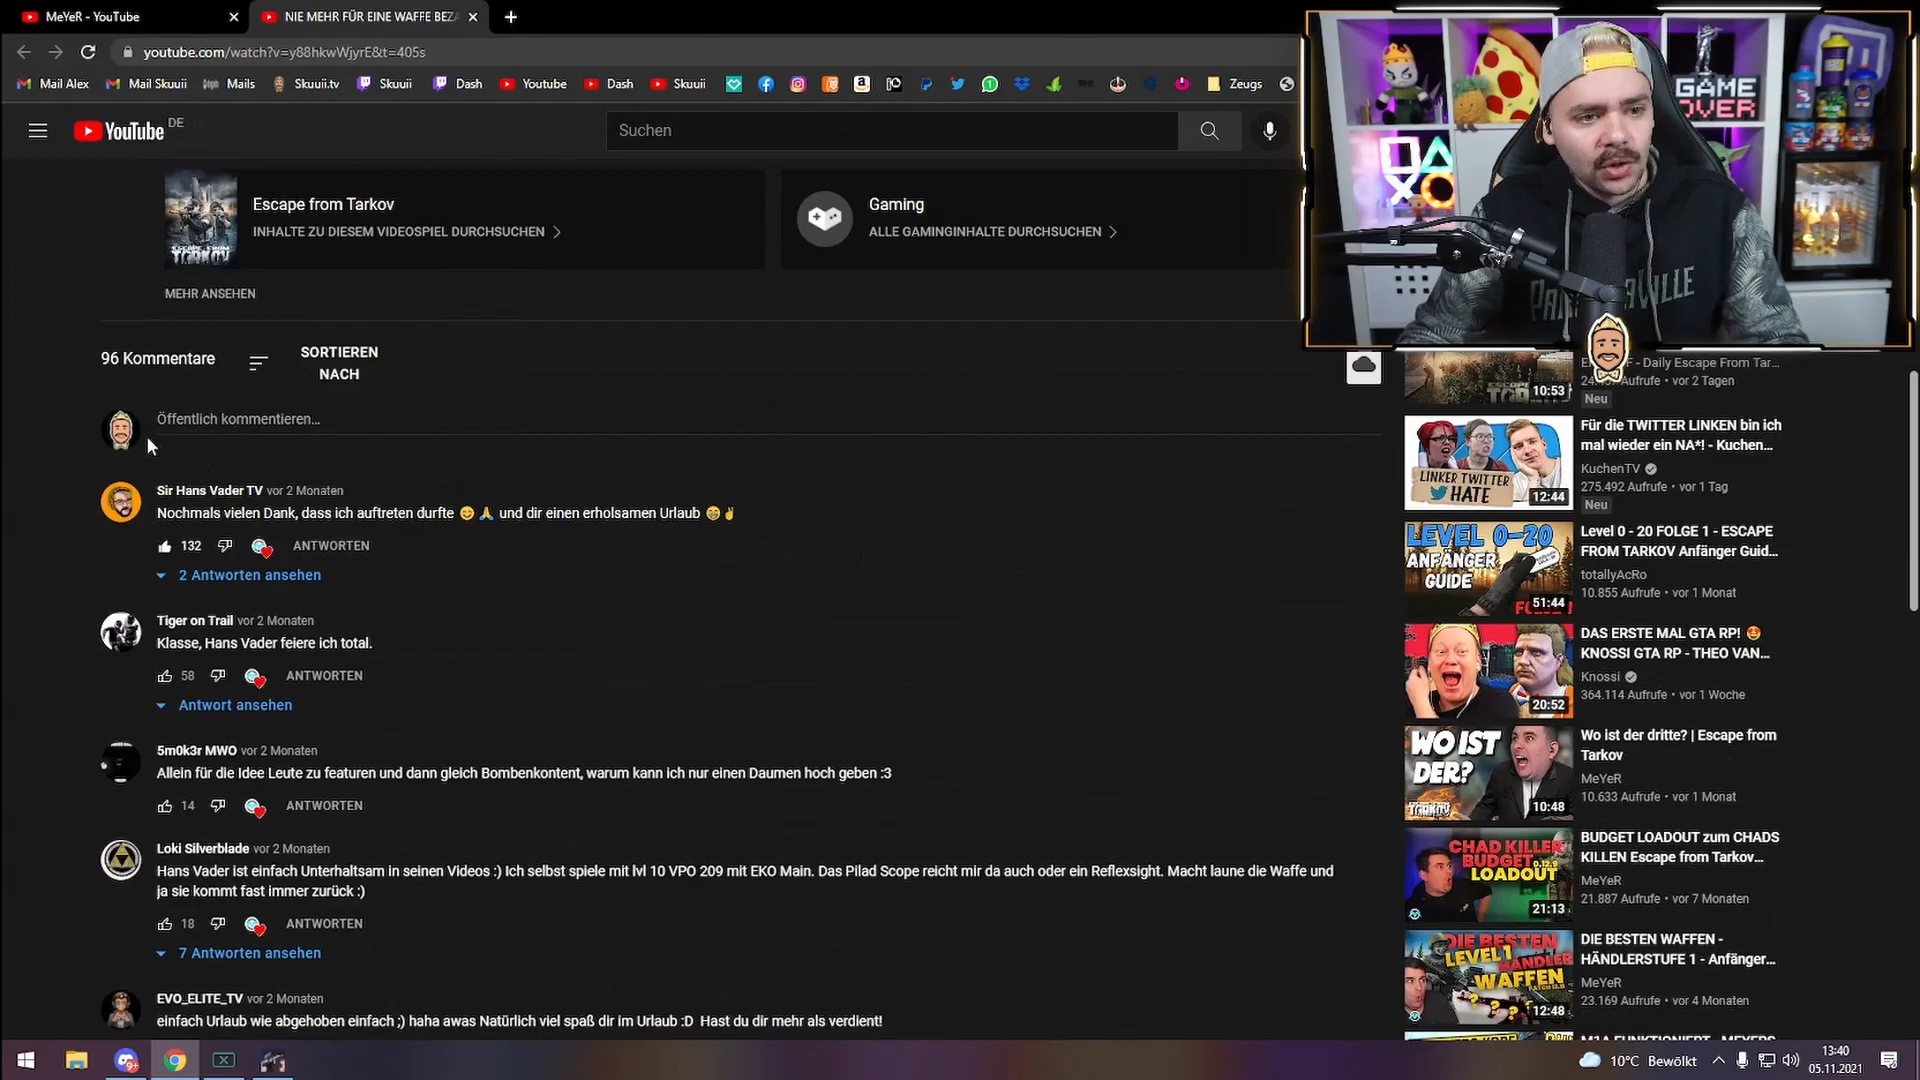 MeYeR - YouTube
NIE MEHR FÜR EINE WAFFE BEZA
youtube.com/watch?v=y88hkwWjyrE&t=405s
Mail Alex
Mail Skuuii
Mails
Skuuii.tv
Skuuii
Dash
Youtube
Dash
Skuuii
Zeugs
YouTube DE
Suchen
GAME
OVER
Escape from Tarkov
INHALTE ZU DIESEM VIDEOSPIEL DURCHSUCHEN
Gaming
ALLE GAMINGINHALTE DURCHSUCHEN
MEHR ANSEHEN
96 Kommentare
SORTIEREN
NACH
Öffentlich kommentieren...
Sir Hans Vader TV vor 2 Monaten
Nochmals vielen Dank, dass ich auftreten durfte 😊 🙏 und dir einen erholsamen Urlaub 😁✌
132
ANTWORTEN
2 Antworten ansehen
Tiger on Trail vor 2 Monaten
Klasse, Hans Vader feiere ich total.
58
ANTWORTEN
Antwort ansehen
5m0k3r MWO vor 2 Monaten
Allein für die Idee Leute zu featuren und dann gleich Bombenkontent, warum kann ich nur einen Daumen hoch geben :3
14
ANTWORTEN
Loki Silverblade vor 2 Monaten
Hans Vader ist einfach Unterhaltsam in seinen Videos :) Ich selbst spiele mit lvl 10 VPO 209 mit EKO Main. Das Pilad Scope reicht mir da auch oder ein Reflexsight. Macht laune die Waffe und
ja sie kommt fast immer zurück :)
18
ANTWORTEN
7 Antworten ansehen
EVO_ELITE_TV vor 2 Monaten
einfach Urlaub wie abgehoben einfach ;) haha awas Natürlich viel spaß dir im Urlaub :D Hast du dir mehr als verdient!
10:53
- Daily Escape From Tar...
Aufrufe • vor 2 Tagen
Neu
LINKER TWITTER
HATE
12:44
Für die TWITTER LINKEN bin ich
mal wieder ein NA*! - Kuchen...
KuchenTV
275.492 Aufrufe • vor 1 Tag
Neu
LEVEL 0-20
ANFÄNGER
GUIDE
51:44
Level 0 - 20 FOLGE 1 - ESCAPE
FROM TARKOV Anfänger Guid...
totallyAcRo
10.855 Aufrufe • vor 1 Monat
20:52
DAS ERSTE MAL GTA RP! 🤩
KNOSSI GTA RP - THEO VAN...
Knossi
364.114 Aufrufe • vor 1 Woche
WO IST
DER?
ESCAPE FROM
TARKOV
10:48
Wo ist der dritte? | Escape from
Tarkov
MeYeR
10.633 Aufrufe • vor 1 Monat
CHAD KILLER
BUDGET
LOADOUT
0.12.9
21:13
BUDGET LOADOUT zum CHADS
KILLEN Escape from Tarkov...
MeYeR
21.887 Aufrufe • vor 7 Monaten
DIE BESTEN
LEVEL 1
HÄNDLER
WAFFEN
12:48
DIE BESTEN WAFFEN -
HÄNDLERSTUFE 1 - Anfänger...
MeYeR
23.169 Aufrufe • vor 4 Monaten
9+
10°C Bewölkt
13:40
05.11.2021